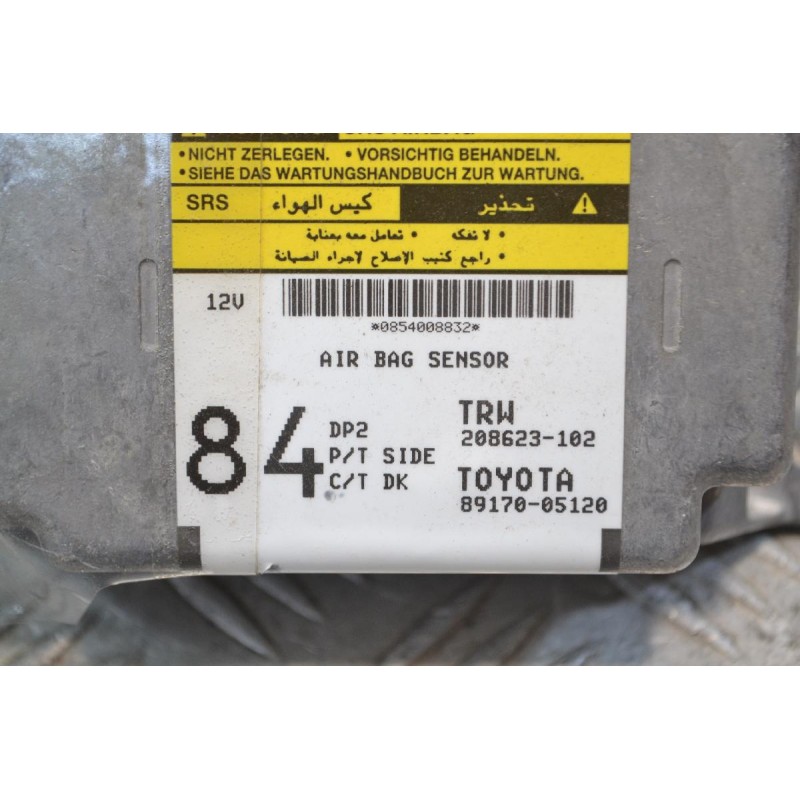 •NICHT ZERLEGEN. •VORSICHTIG BEHANDELN.
•SIEHE DAS WARTUNGSHANDBUCH ZUR WARTUNG.
SRS كيس الهواء تحذير
• لا تفكه • تعامل معه بعناية
• راجع كتيب الإصلاح لاجراء الصيانة
12V
*0854008832*
AIR BAG SENSOR
84
DP2
P/T SIDE
C/T DK
TRW
208623-102
TOYOTA
89170-05120